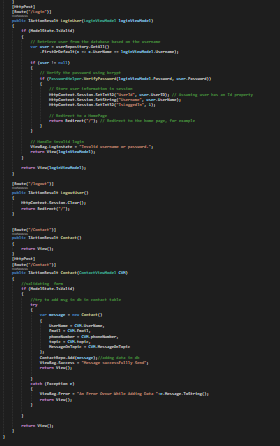 }
[HttpPost]
[Route("/Login")]
public IActionResult LoginUser(LoginViewModel loginViewModel)
{
if (ModelState.IsValid)
{
// Retrieve user from the database based on the username
var user = userRepository.GetAll()
.FirstOrDefault(u => u.UserName == loginViewModel.Username);
if (user != null)
{
// Verify the password using bcrypt
if (PasswordHelper.VerifyPassword(loginViewModel.Password, user.Password))
{
// Store user information in session
HttpContext.Session.SetInt32("UserId", user.UserID); // Assuming user has an Id property
HttpContext.Session.SetString("Username", user.UserName);
HttpContext.Session.SetInt32("IsLoggedIn", 1);
// Redirect to a HomePage
return Redirect("/"); // Redirect to the home page, for example
}
}
// Handle invalid login
ViewBag.LoginStatus = "Invalid username or password.";
return View(loginViewModel);
}
return View(loginViewModel);
}
[Route("/logout")]
public IActionResult LogoutUser()
{
HttpContext.Session.Clear();
return Redirect("/");
}
[Route("/Contact")]
public IActionResult Contact()
{
return View();
}
[HttpPost]
[Route("/Contact")]
public IActionResult Contact(ContactViewModel CVM)
{
//validating form
if (ModelState.IsValid)
{
//try to add msg to db in contact table
try
{
var message = new Contact()
{
UserName = CVM.UserName,
Email = CVM.Email,
phoneNumber = CVM.phoneNumber,
topic = CVM.topic,
MessageOnTopic = CVM.MessageOnTopic
};
ContactRepo.Add(message);//adding data to db
ViewBag.Success = "Message successfully Send";
return View();
}
catch (Exception e)
{
ViewBag.Error = "An Error Occur While Adding Data "+e.Message.ToString();
return View();
}
}
return View();
}
}